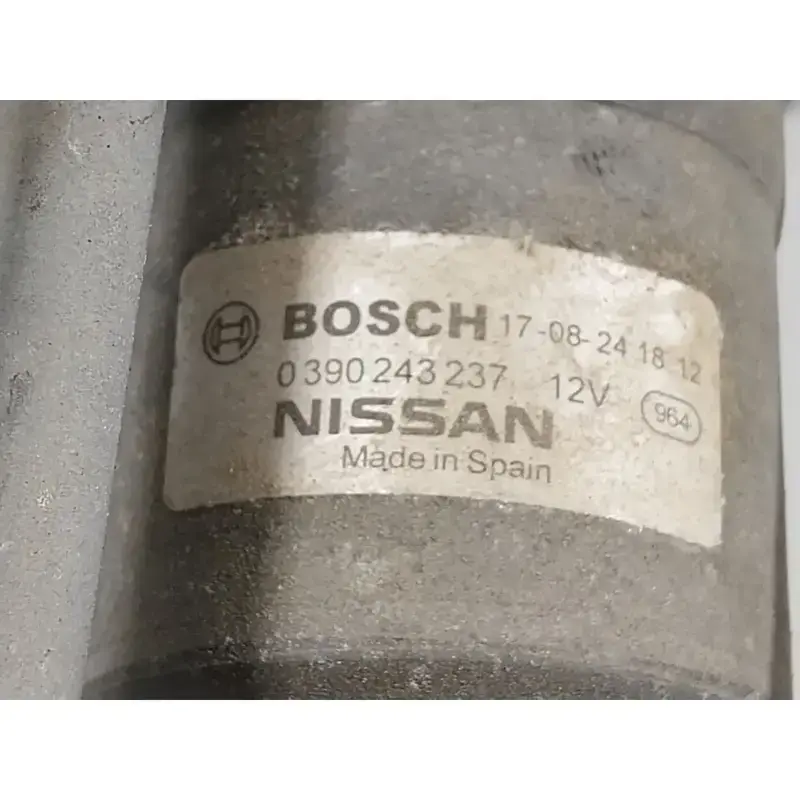 BOSCH 17-08-24 18 12
0 390 243 237 12V 964
NISSAN
Made in Spain